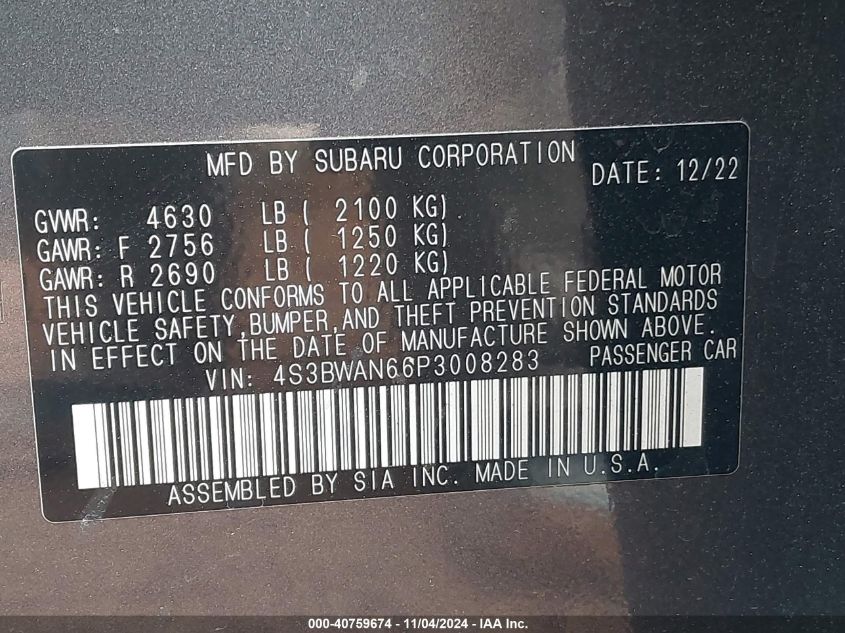 MFD BY SUBARU CORPORATION DATE: 12/22
GVWR: 4630 LB ( 2100 KG)
GAWR: F 2756 LB ( 1250 KG)
GAWR: R 2690 LB ( 1220 KG)
THIS VEHICLE CONFORMS TO ALL APPLICABLE FEDERAL MOTOR
VEHICLE SAFETY,BUMPER,AND THEFT PREVENTION STANDARDS
IN EFFECT ON THE DATE OF MANUFACTURE SHOWN ABOVE.
VIN: 4S3BWAN66P3008283 PASSENGER CAR
ASSEMBLED BY SIA INC. MADE IN U.S.A.
000-40759674 - 11/04/2024 - IAA Inc.